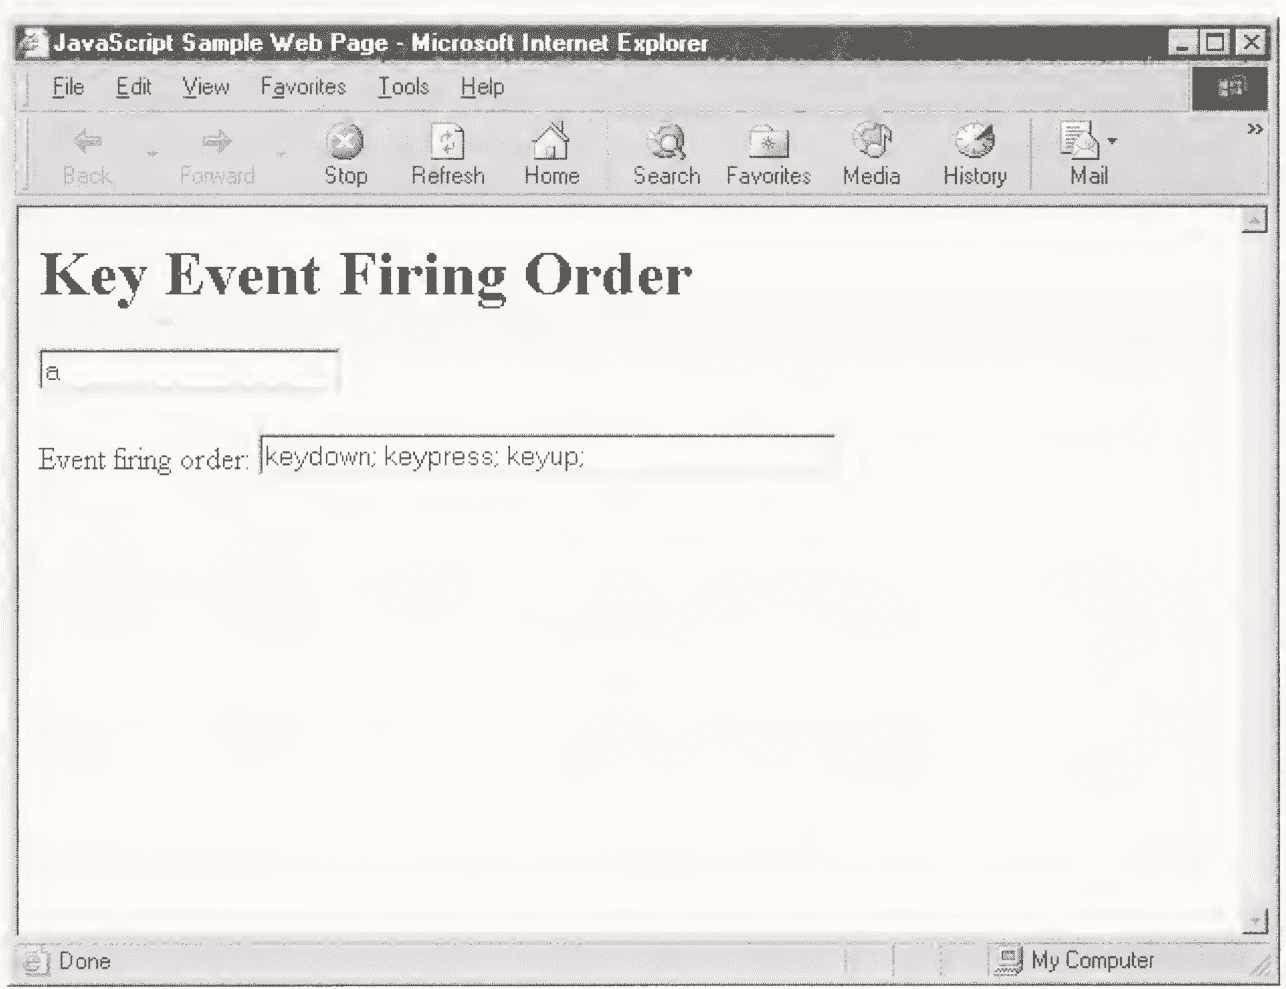 JavaScript Sample Web Page - Microsoft Internet Explorer
File Edit View Favorites Tools Help
Back Forward Stop Refresh Home Search Favorites Media History Mail
Key Event Firing Order
a
Event firing order: keydown; keypress; keyup;
Done My Computer